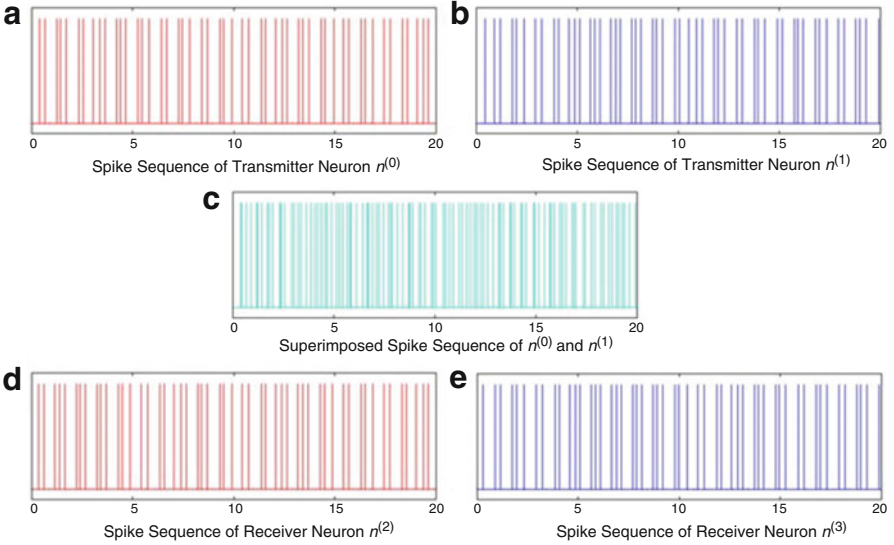 a
0 5 10 15 20
Spike Sequence of Transmitter Neuron n(0)
b
0 5 10 15 20
Spike Sequence of Transmitter Neuron n(1)
c
0 5 10 15 20
Superimposed Spike Sequence of n(0) and n(1)
d
0 5 10 15 20
Spike Sequence of Receiver Neuron n(2)
e
0 5 10 15 20
Spike Sequence of Receiver Neuron n(3)